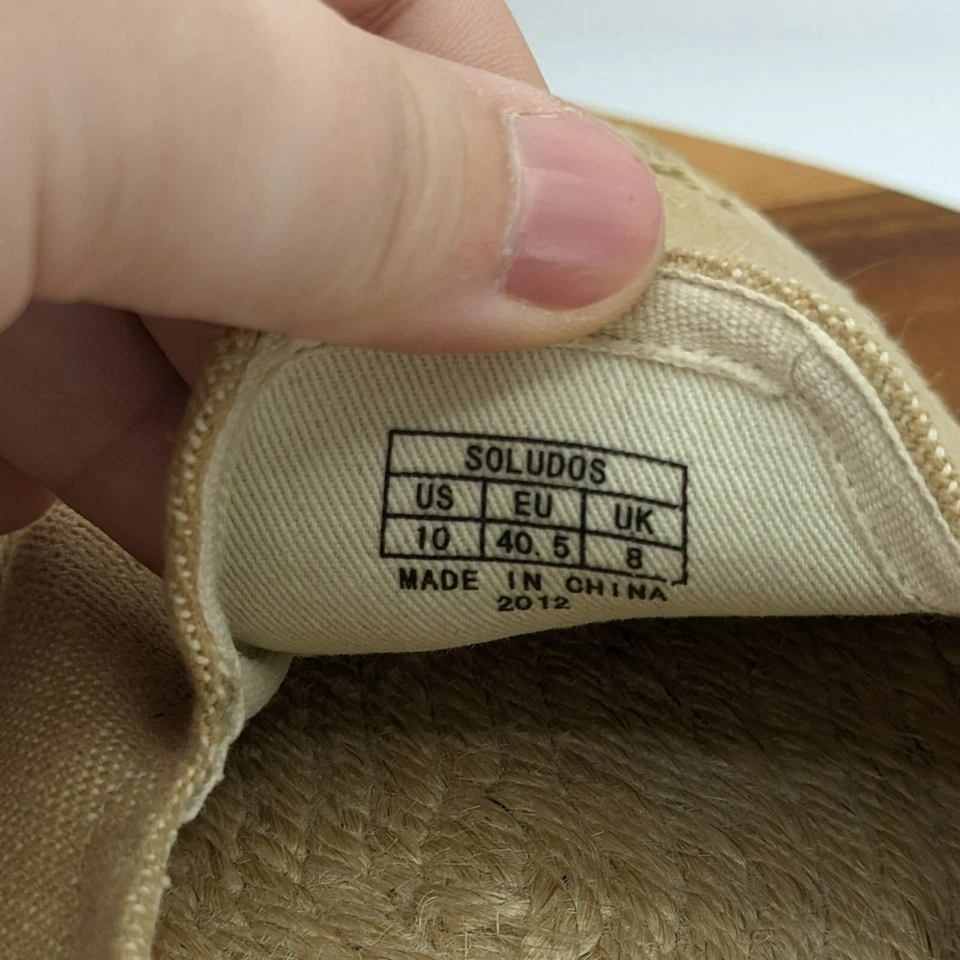 SOLUDOS
US EU UK
10 40.5 8
MADE IN CHINA
2012